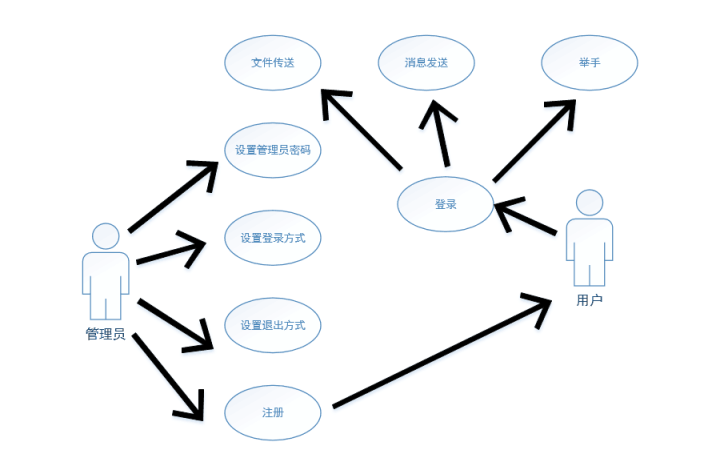 文件传送
消息发送
举手
设置管理员密码
登录
设置登录方式
用户
设置退出方式
管理员
注册